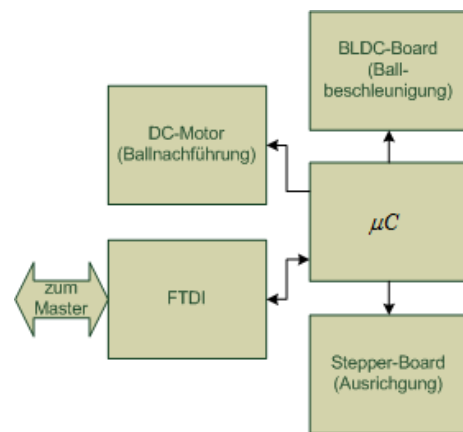 BLDC-Board
(Ball-
beschleunigung)
DC-Motor
(Ballnachführung)
μC
zum
Master
FTDI
Stepper-Board
(Ausrichgung)